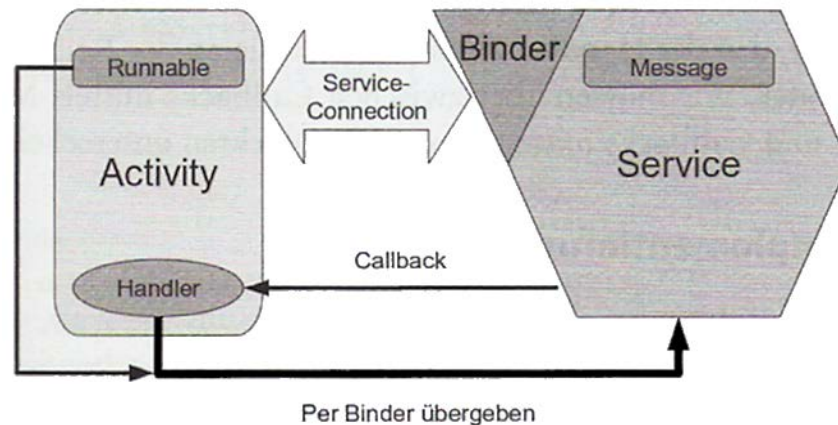 Runnable
Activity
Handler
Service-
Connection
Binder
Message
Service
Callback
Per Binder übergeben